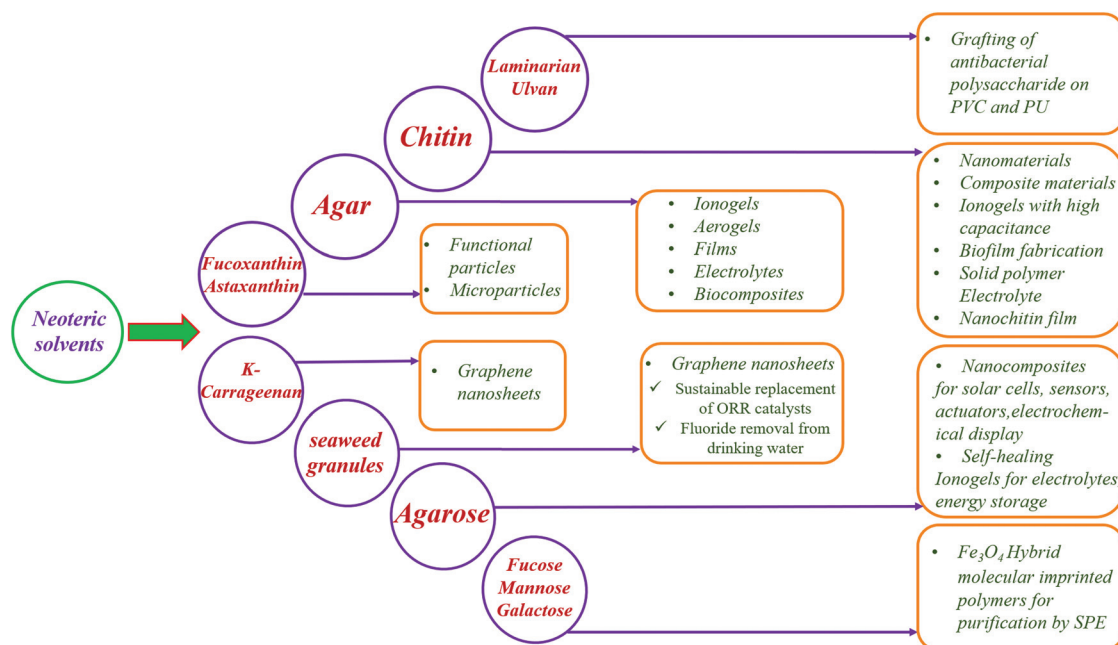 Neoteric
solvents
Laminarian
Ulvan
• Grafting of
antibacterial
polysaccharide on
PVC and PU
Chitin
• Nanomaterials
• Composite materials
• Ionogels with high
capacitance
• Biofilm fabrication
• Solid polymer
Electrolyte
• Nanochitin film
Agar
• Ionogels
• Aerogels
• Films
• Electrolytes
• Biocomposites
Fucoxanthin
Astaxanthin
• Functional
particles
• Microparticles
K-
Carrageenan
• Graphene
nanosheets
seaweed
granules
• Graphene nanosheets
✓ Sustainable replacement
of ORR catalysts
✓ Fluoride removal from
drinking water
Agarose
• Nanocomposites
for solar cells, sensors,
actuators,electrochem-
ical display
• Self-healing
Ionogels for electrolytes,
energy storage
Fucose
Mannose
Galactose
• Fe₃O₄ Hybrid
molecular imprinted
polymers for
purification by SPE